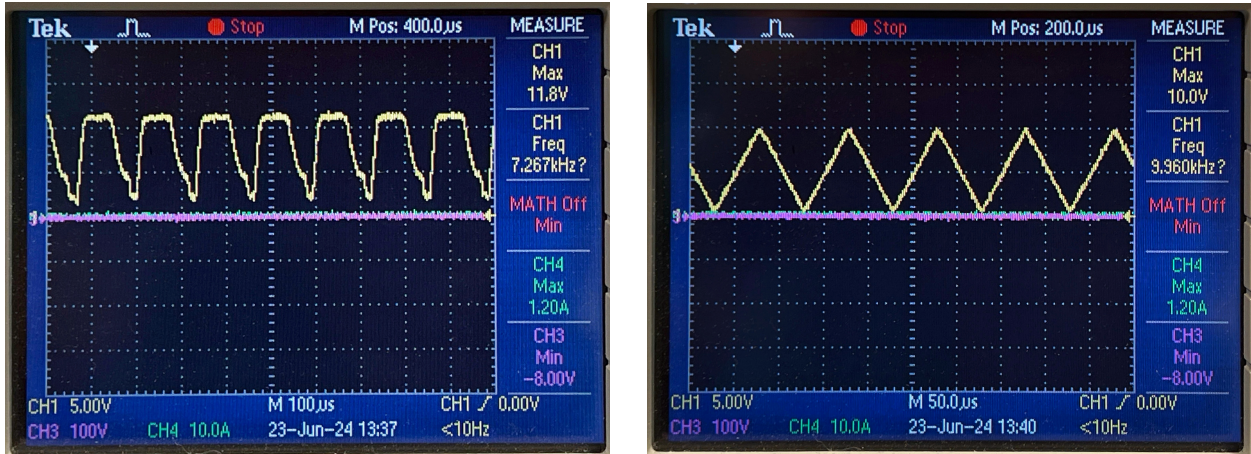 Tek Stop M Pos: 400.0µs MEASURE
CH1
Max
11.8V
CH1
Freq
7.267kHz?
MATH Off
Min
CH4
Max
1.20A
CH3
Min
-8.00V
CH1 5.00V M 100µs CH1 0.00V
CH3 100V CH4 10.0A 23-Jun-24 13:37 <10Hz
Tek Stop M Pos: 200.0µs MEASURE
CH1
Max
10.0V
CH1
Freq
9.960kHz?
MATH Off
Min
CH4
Max
1.20A
CH3
Min
-8.00V
CH1 5.00V M 50.0µs CH1 0.00V
CH3 100V CH4 10.0A 23-Jun-24 13:40 <10Hz